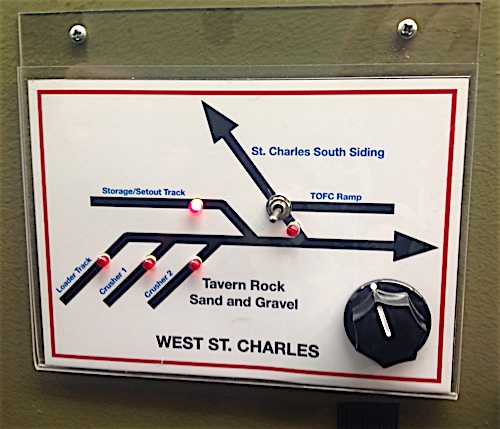 St. Charles South Siding
Storage/Setout Track
TOFC Ramp
Loader Track
Crusher 1
Crusher 2
Tavern Rock
Sand and Gravel
WEST ST. CHARLES